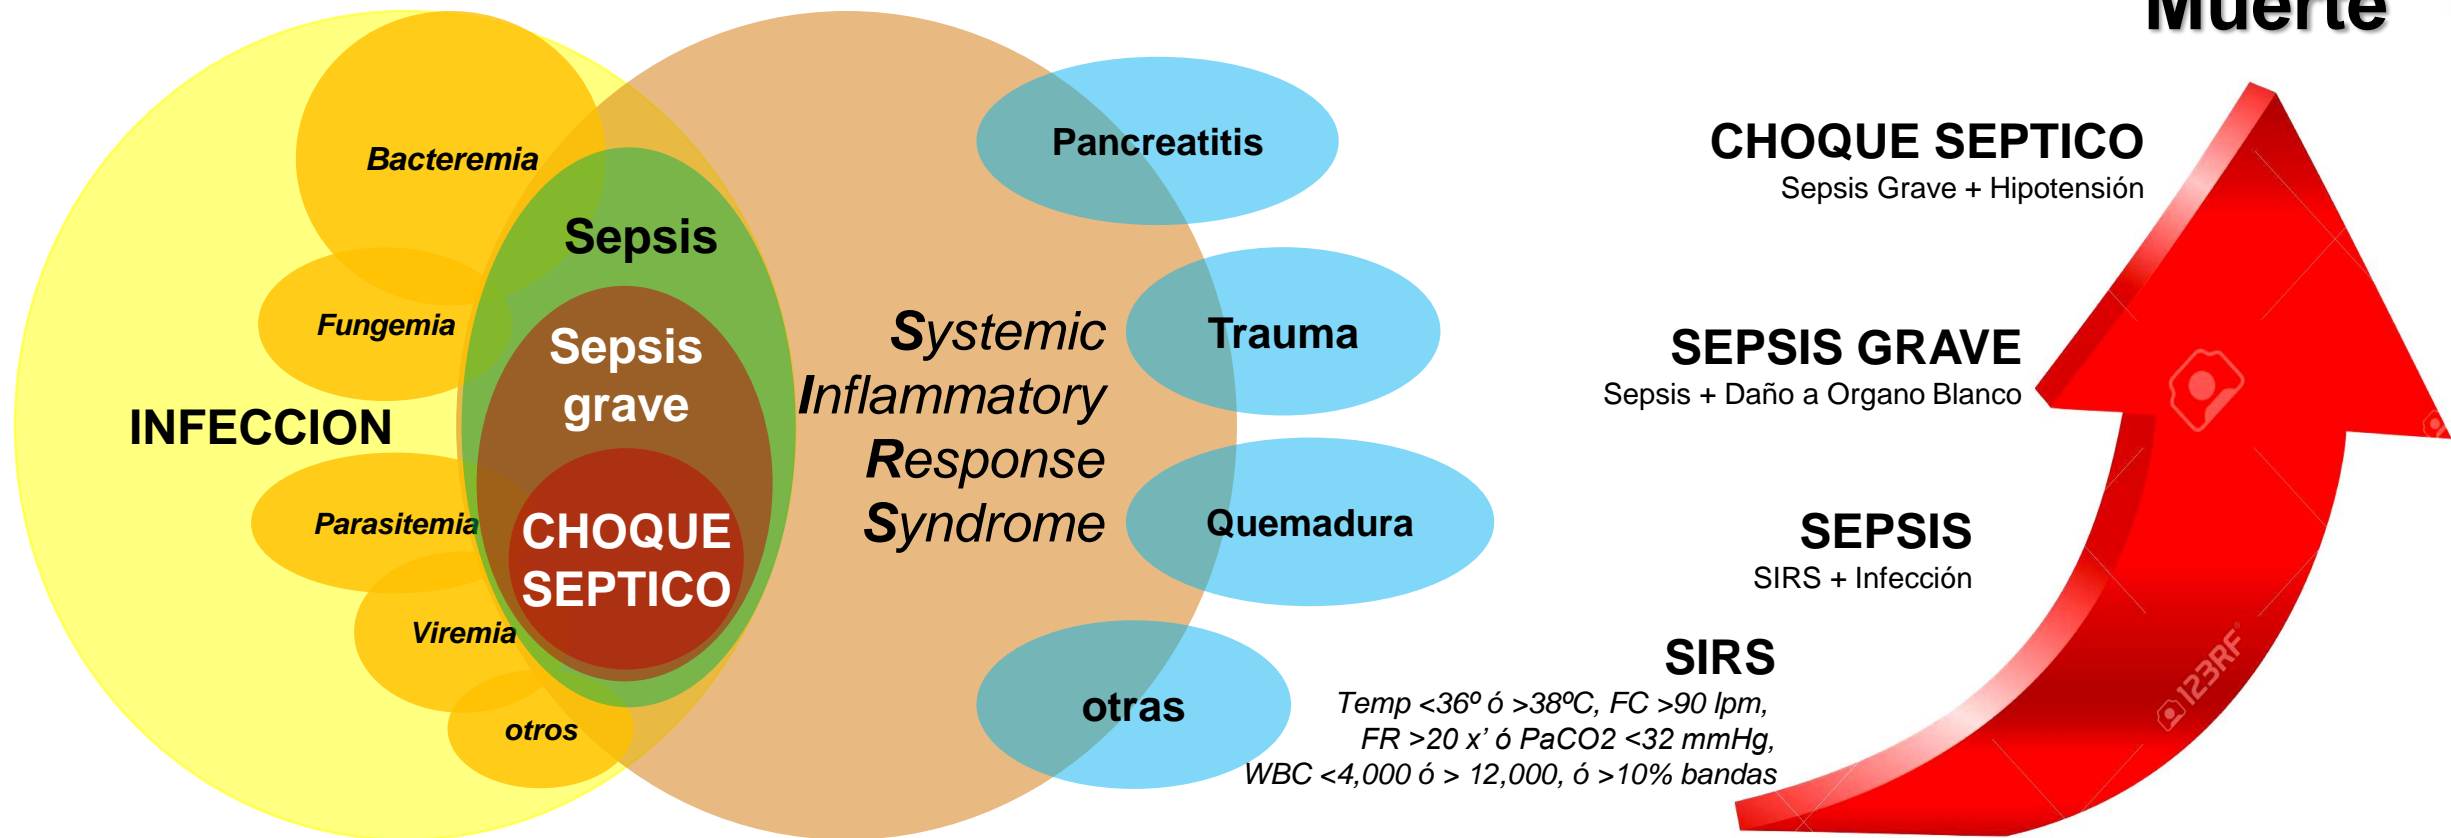 Muerte
Bacteremia
Fungemia
INFECCION
Parasitemia
Viremia
otros
Sepsis
Sepsis
grave
CHOQUE
SEPTICO
Systemic
Inflammatory
Response
Syndrome
Pancreatitis
Trauma
Quemadura
otras
CHOQUE SEPTICO
Sepsis Grave + Hipotensión
SEPSIS GRAVE
Sepsis + Daño a Organo Blanco
SEPSIS
SIRS + Infección
SIRS
Temp <36º ó >38ºC, FC >90 lpm,
FR >20 x’ ó PaCO2 <32 mmHg,
WBC <4,000 ó > 12,000, ó >10% bandas
123RF®